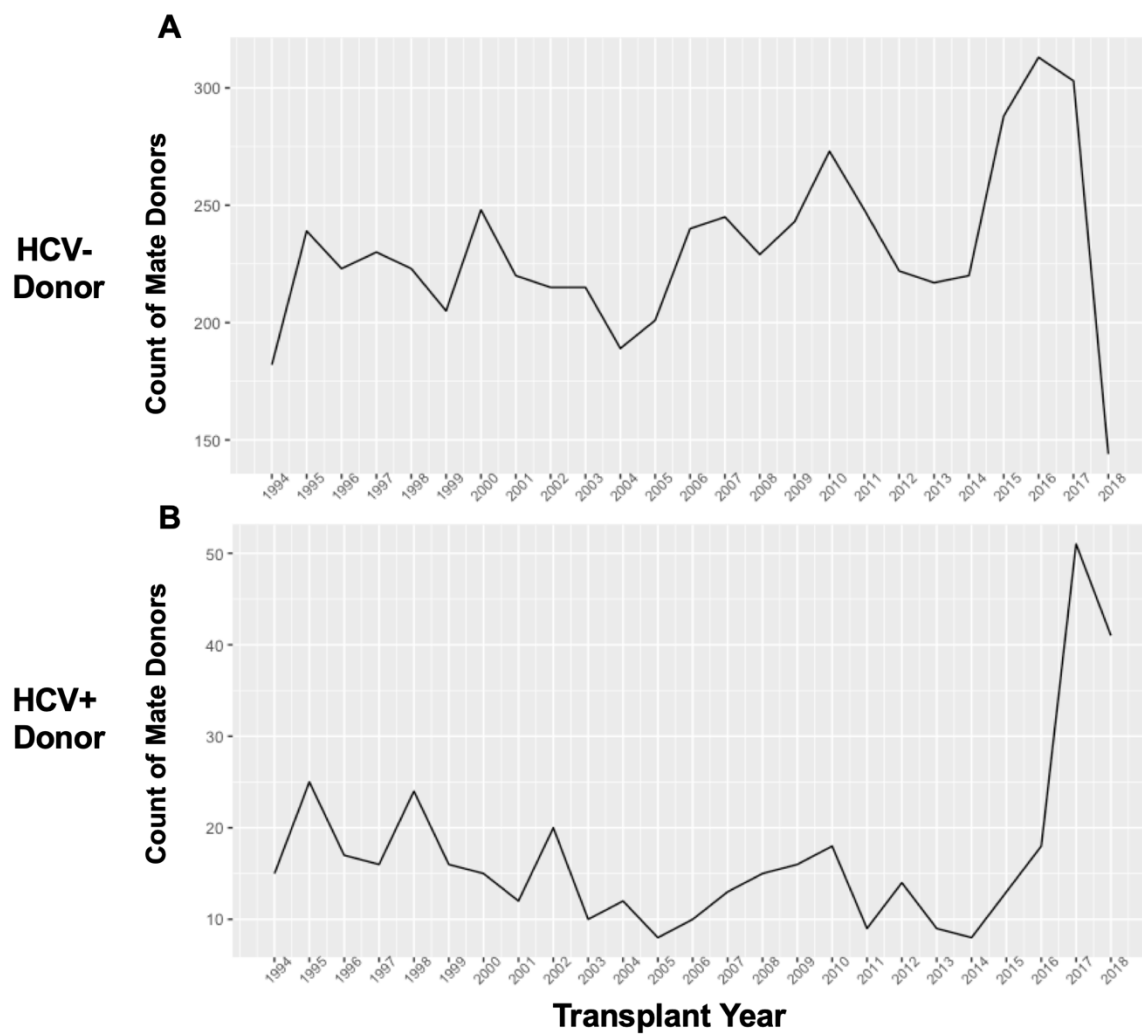 A
300
250
200
150
Count of Mate Donors
HCV-
Donor
1994 1995 1996 1997 1998 1999 2000 2001 2002 2003 2004 2005 2006 2007 2008 2009 2010 2011 2012 2013 2014 2015 2016 2017 2018
B
50
40
30
20
10
Count of Mate Donors
HCV+
Donor
1994 1995 1996 1997 1998 1999 2000 2001 2002 2003 2004 2005 2006 2007 2008 2009 2010 2011 2012 2013 2014 2015 2016 2017 2018
Transplant Year